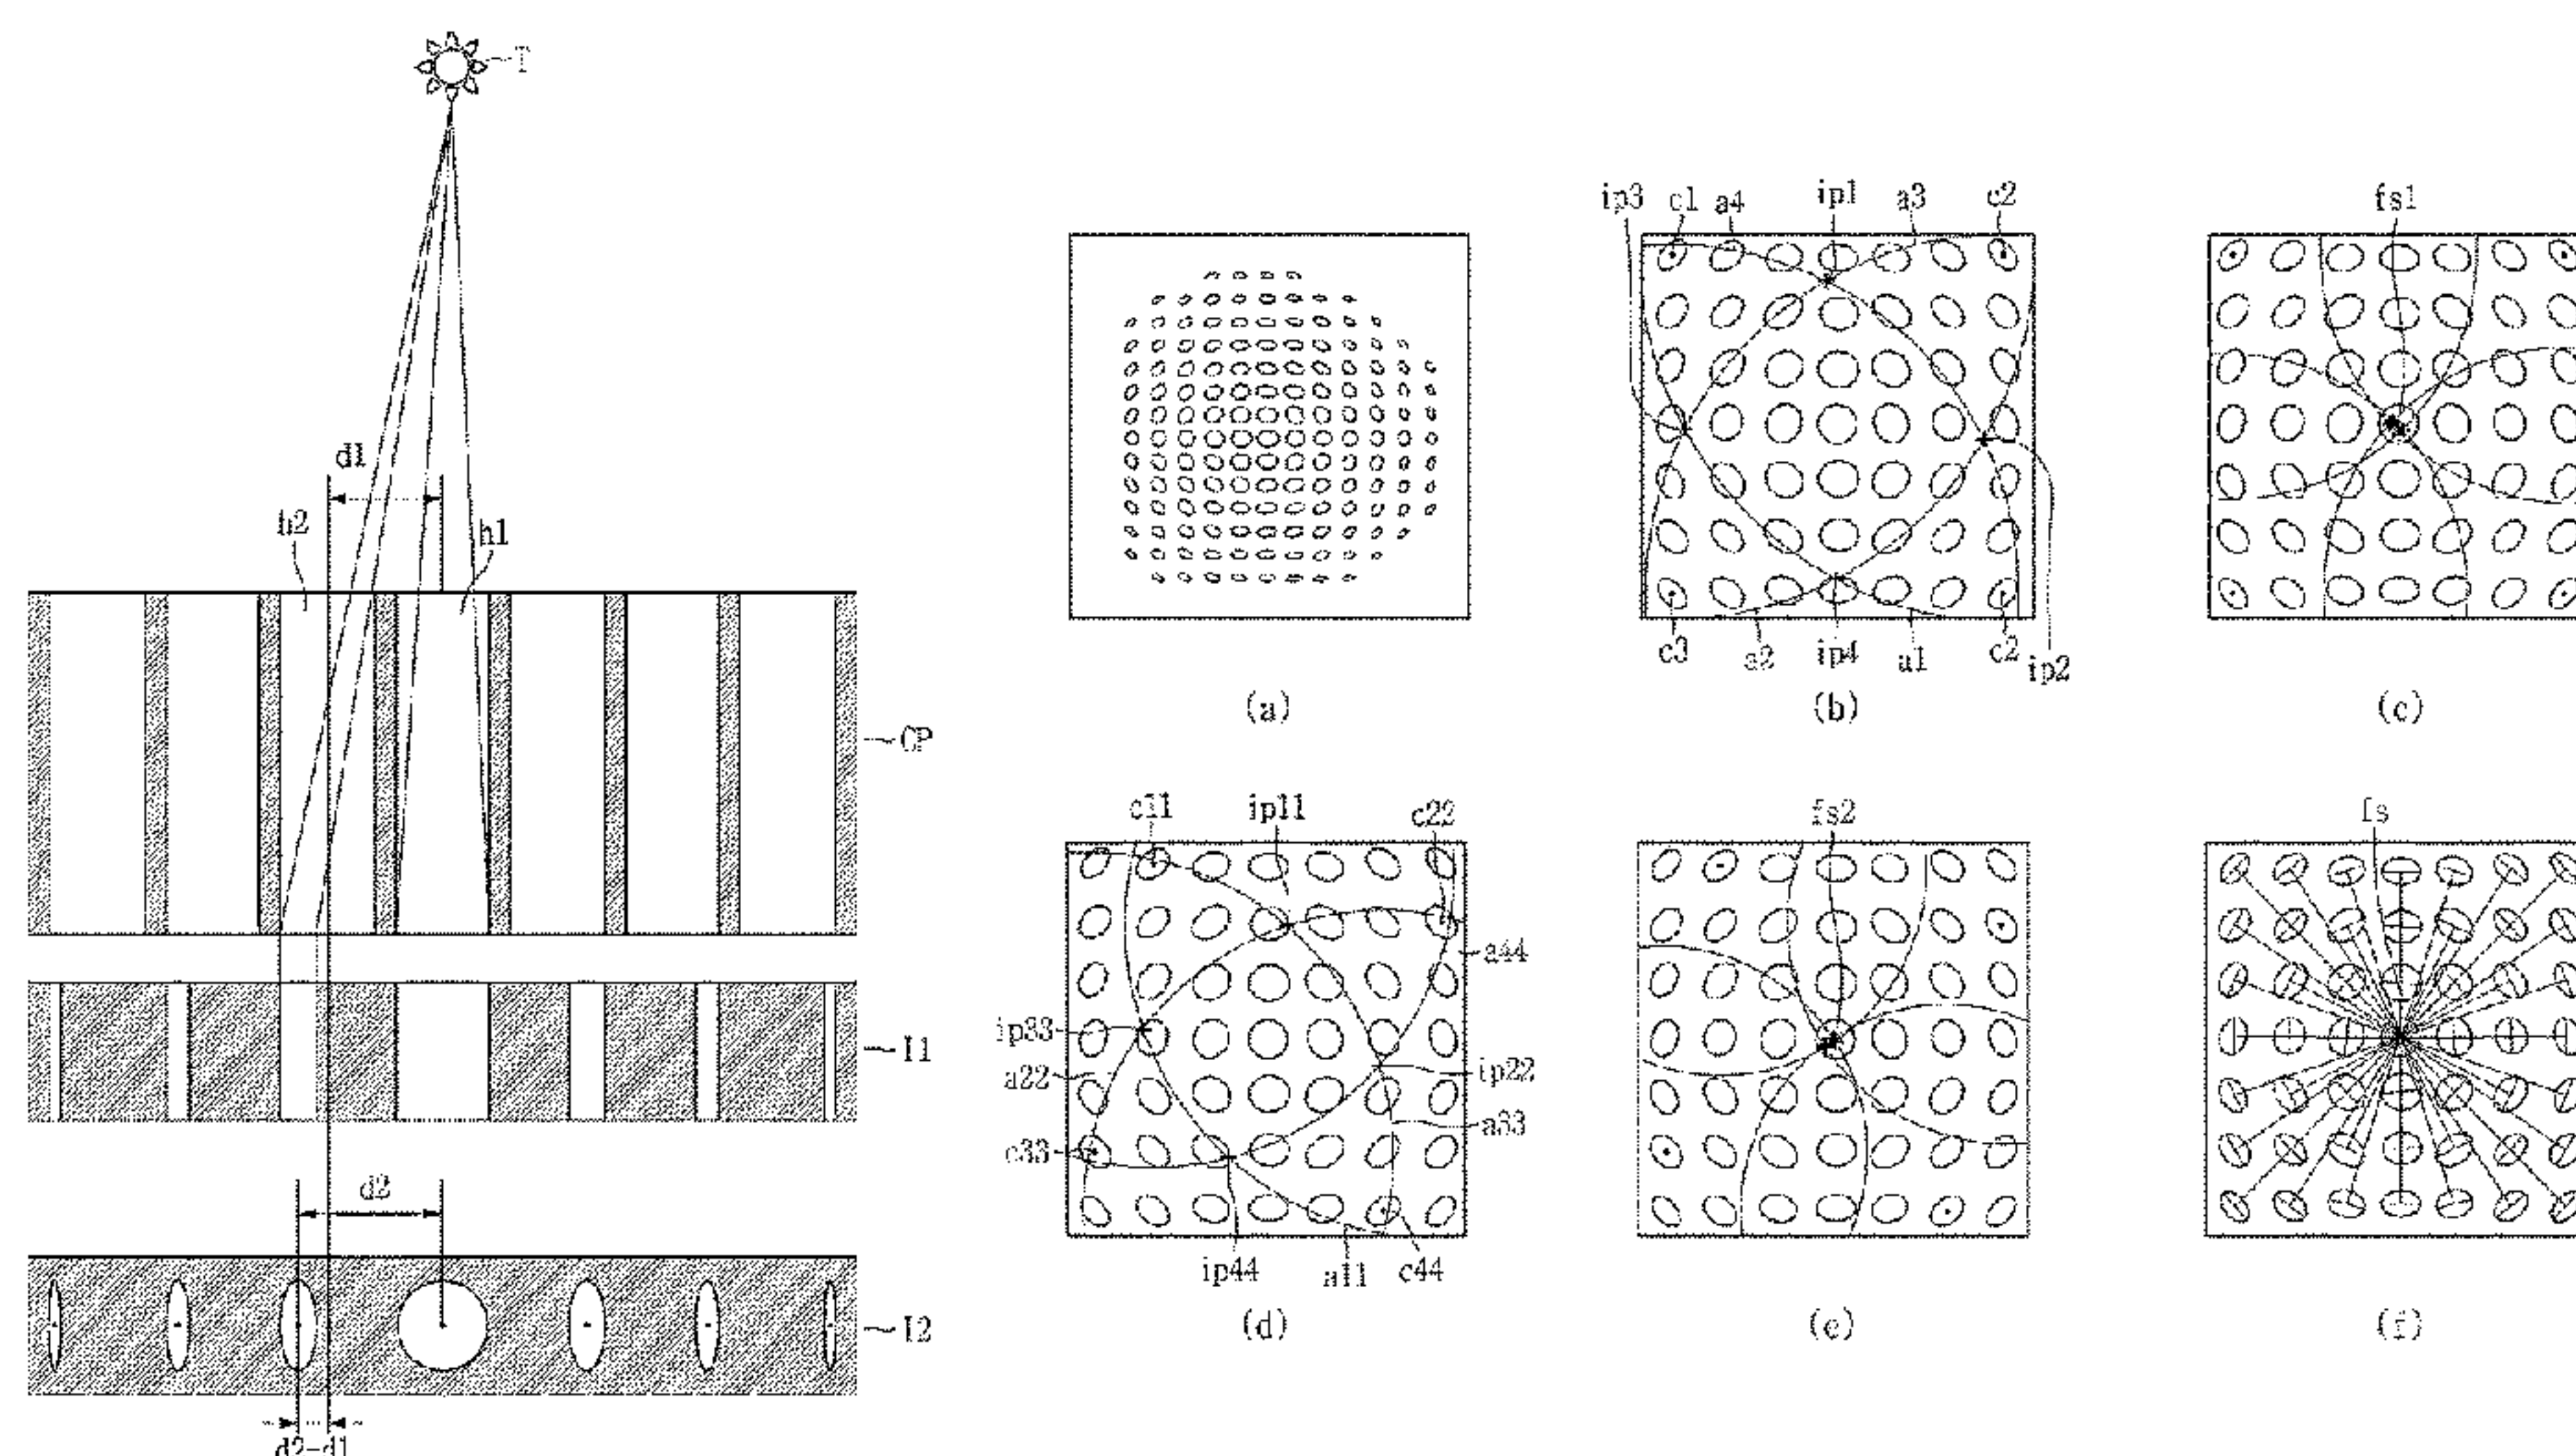 T
d1
h2
h1
CP
I1
d2
I2
d2-d1
(a)
ip3 c1 a4 ip1 a3 c2
c3 a2 ip4 a1 c2 ip2
(b)
fs1
(c)
c11 ip11 c22
a44
ip33
a22
ip22
a33
c33
ip44 a11 c44
(d)
fs2
(e)
fs
(f)